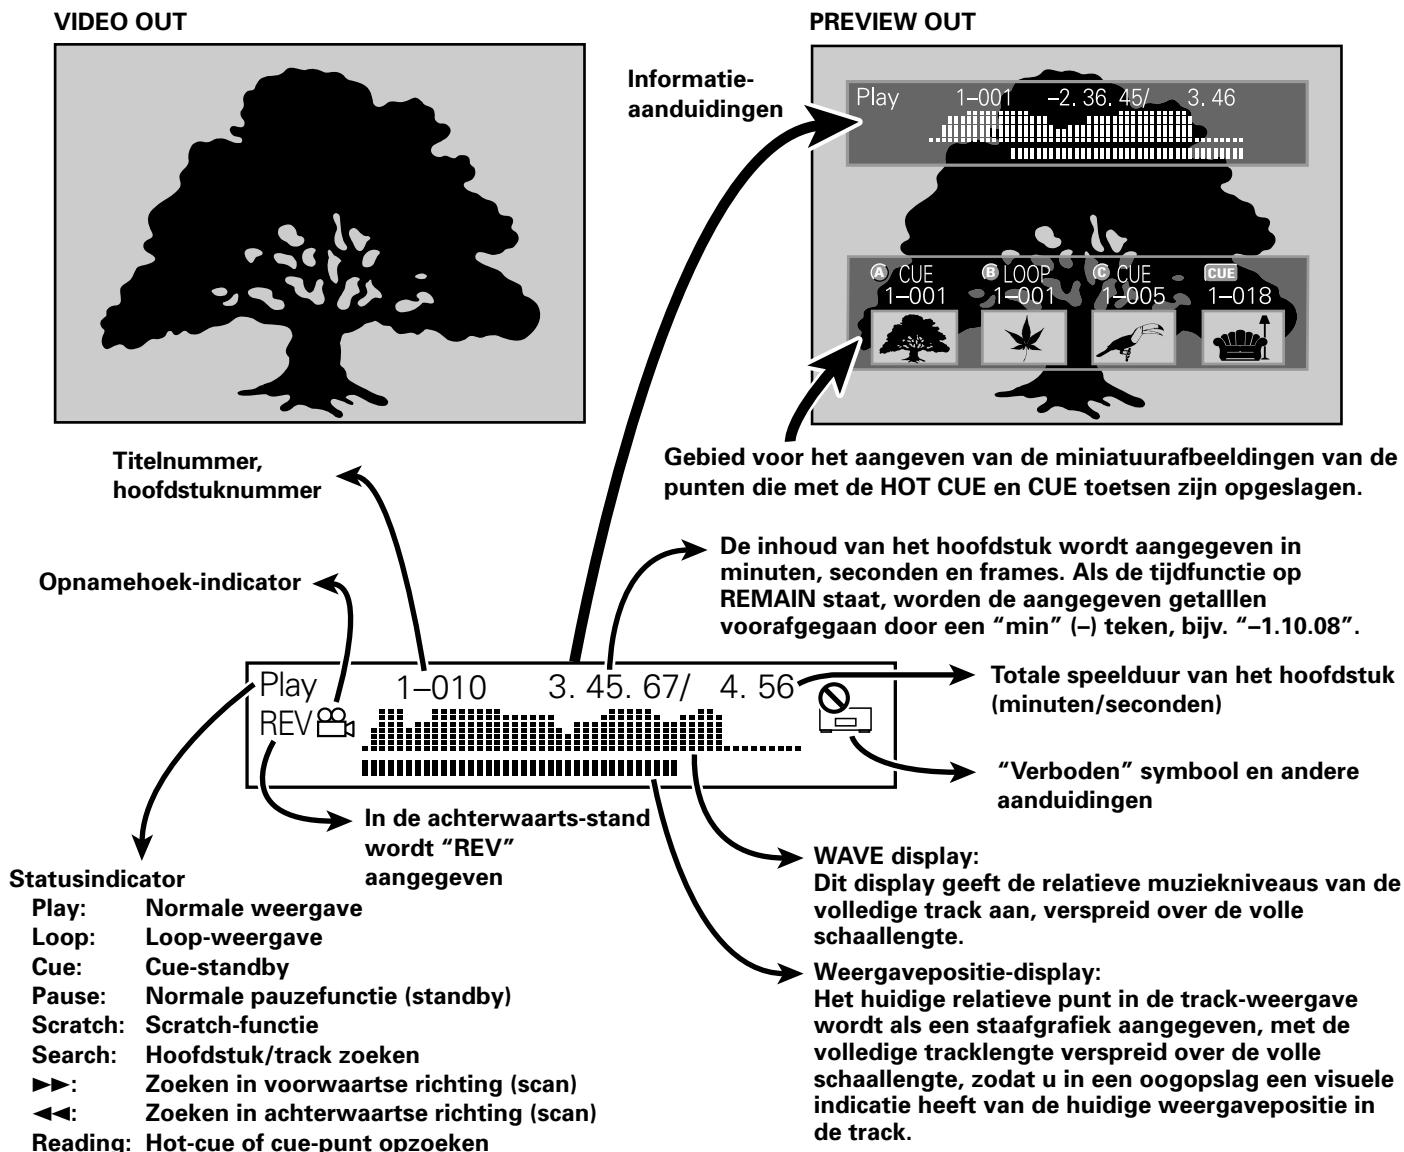 VIDEO OUT
PREVIEW OUT
Informatie-
aanduidingen
Play 1–001 –2. 36. 45/ 3. 46
A CUE B LOOP C CUE CUE
1–001 1–001 1–005 1–018
Gebied voor het aangeven van de miniatuurafbeeldingen van de
punten die met de HOT CUE en CUE toetsen zijn opgeslagen.
Titelnummer,
hoofdstuknummer
De inhoud van het hoofdstuk wordt aangegeven in
minuten, seconden en frames. Als de tijdfunctie op
REMAIN staat, worden de aangegeven getalllen
voorafgegaan door een “min” (–) teken, bijv. “–1.10.08”.
Opnamehoek-indicator
Play 1–010 3. 45. 67/ 4. 56
REV
Totale speelduur van het hoofdstuk
(minuten/seconden)
“Verboden” symbool en andere
aanduidingen
In de achterwaarts-stand
wordt “REV”
aangegeven
WAVE display:
Dit display geeft de relatieve muziekniveaus van de
volledige track aan, verspreid over de volle
schaallengte.
Weergavepositie-display:
Het huidige relatieve punt in de track-weergave
wordt als een staafgrafiek aangegeven, met de
volledige tracklengte verspreid over de volle
schaallengte, zodat u in een oogopslag een visuele
indicatie heeft van de huidige weergavepositie in
de track.
Statusindicator
Play: Normale weergave
Loop: Loop-weergave
Cue: Cue-standby
Pause: Normale pauzefunctie (standby)
Scratch: Scratch-functie
Search: Hoofdstuk/track zoeken
►►: Zoeken in voorwaartse richting (scan)
◄◄: Zoeken in achterwaartse richting (scan)
Reading: Hot-cue of cue-punt opzoeken